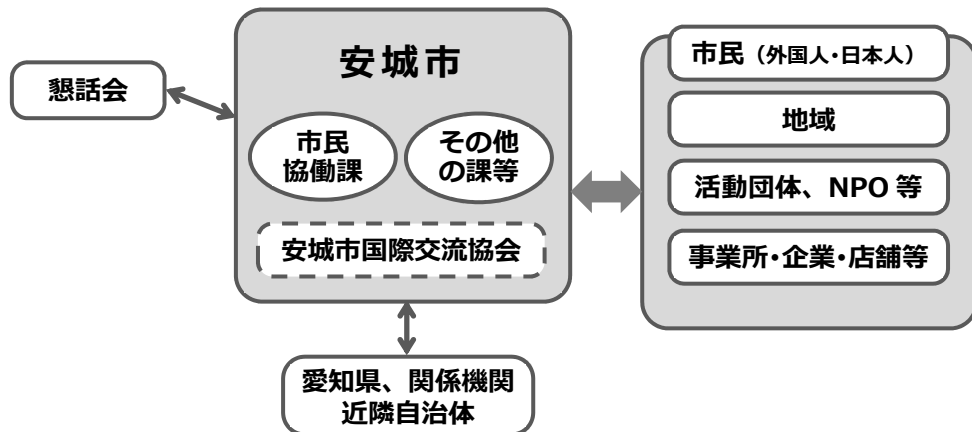 安城市
懇話会
市民
協働課
その他
の課等
安城市国際交流協会
市民（外国人・日本人）
地域
活動団体、NPO 等
事業所・企業・店舗等
愛知県、関係機関
近隣自治体